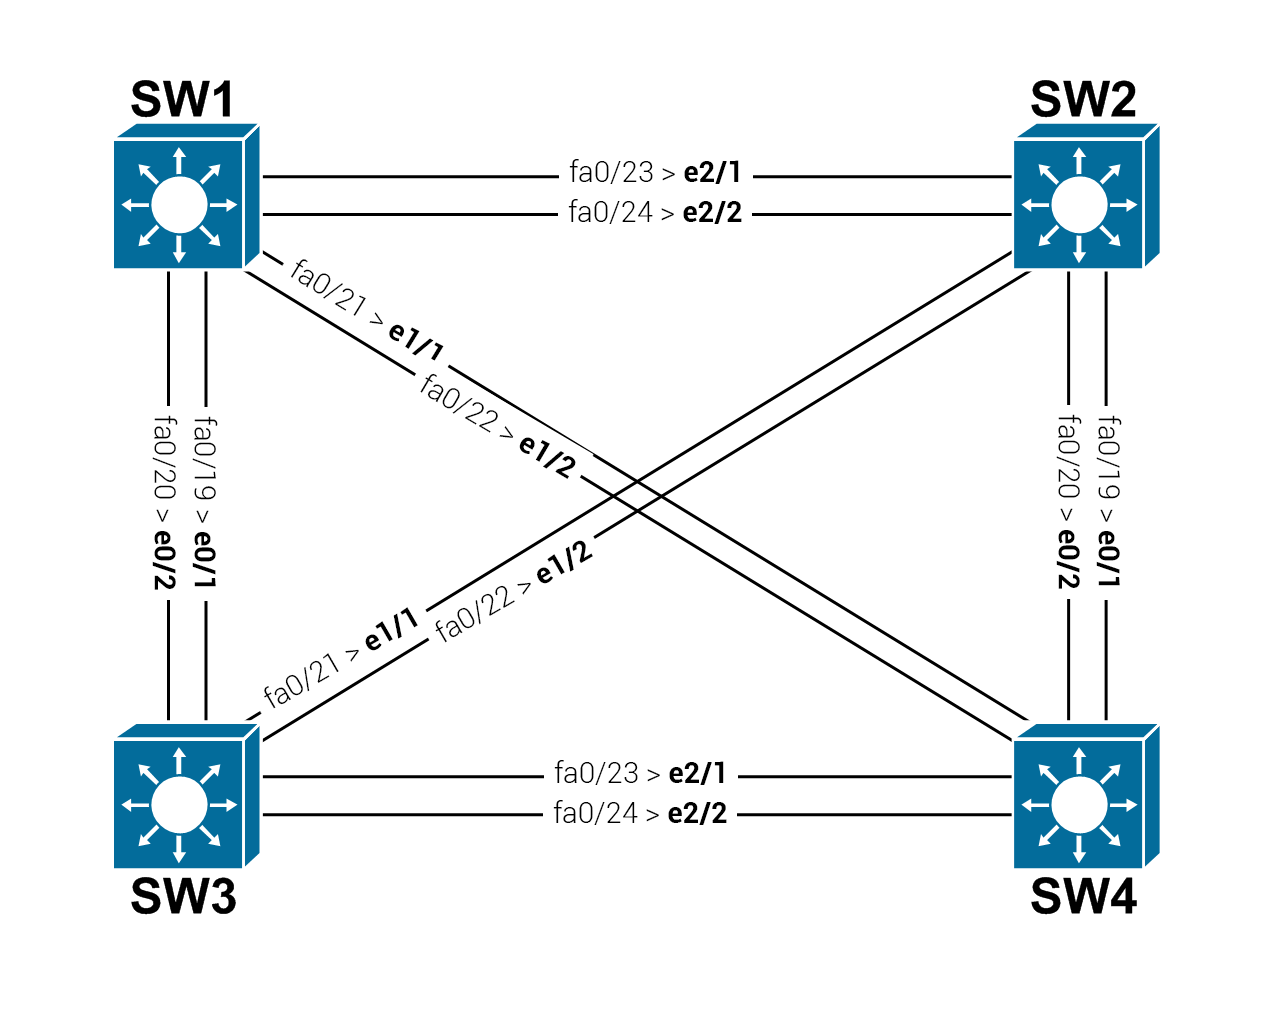 SW1
SW2
fa0/23 > e2/1
fa0/24 > e2/2
fa0/21 > e1/1
fa0/22 > e1/2
fa0/20 > e0/2
fa0/19 > e0/1
fa0/20 > e0/2
fa0/19 > e0/1
fa0/21 > e1/1
fa0/22 > e1/2
fa0/23 > e2/1
fa0/24 > e2/2
SW3
SW4